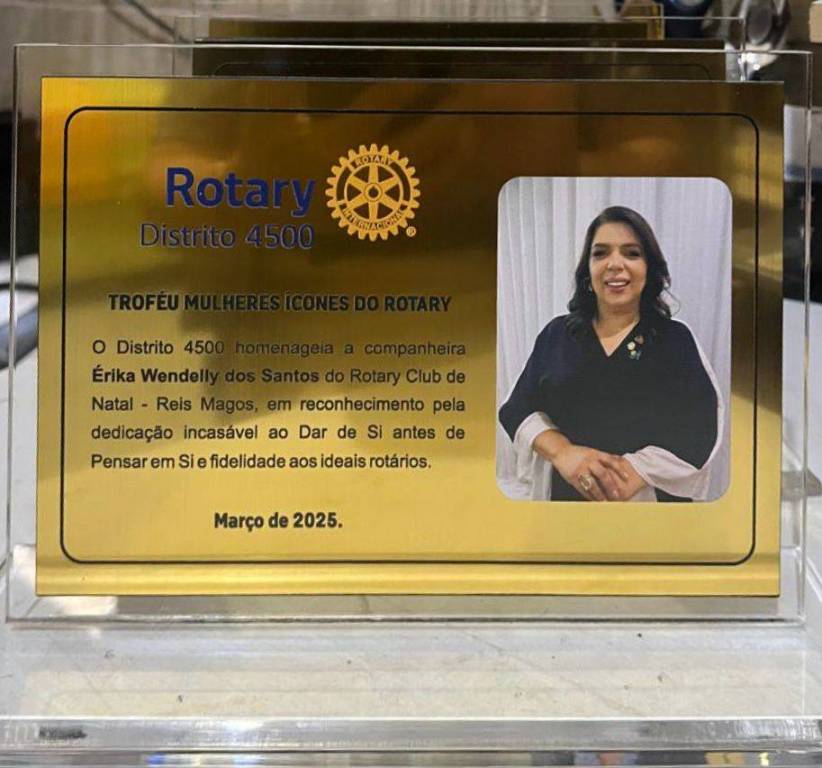 Rotary
ROTARY
INTERNACIONAL
Distrito 4500
TROFÉU MULHERES ÍCONES DO ROTARY
O Distrito 4500 homenageia a companheira
Érika Wendelly dos Santos do Rotary Club de
Natal - Reis Magos, em reconhecimento pela
dedicação incasável ao Dar de Si antes de
Pensar em Si e fidelidade aos ideais rotários.
Março de 2025.